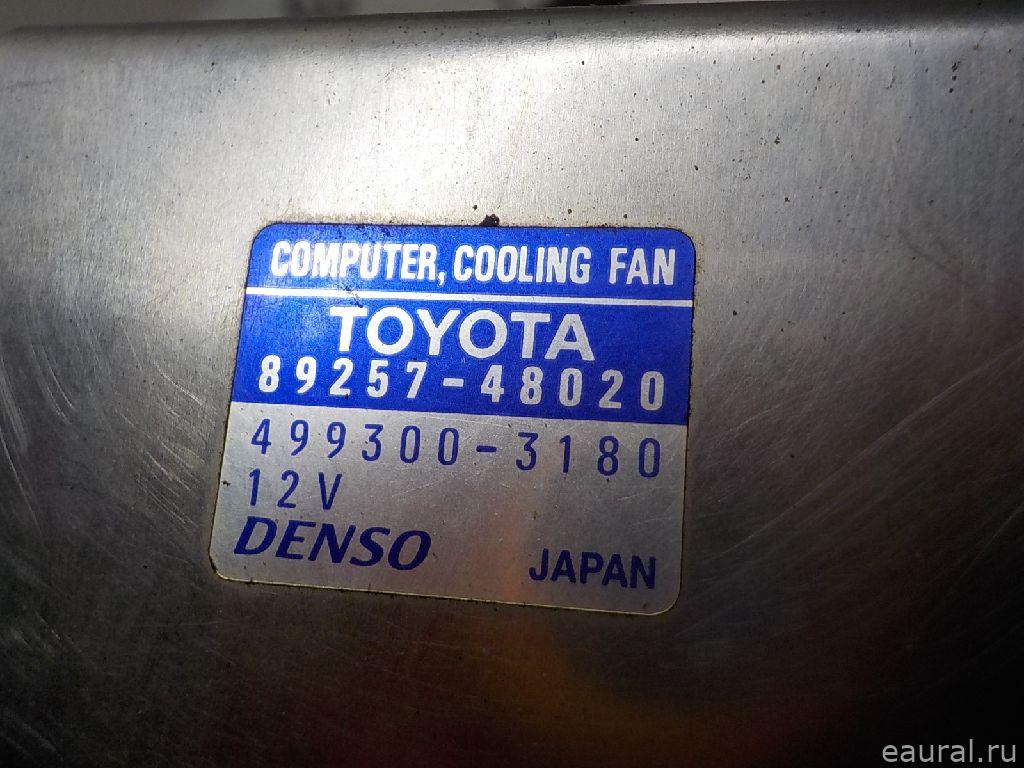 COMPUTER, COOLING FAN
TOYOTA
89257-48020
499300-3180
12V
DENSO JAPAN
eaural.ru